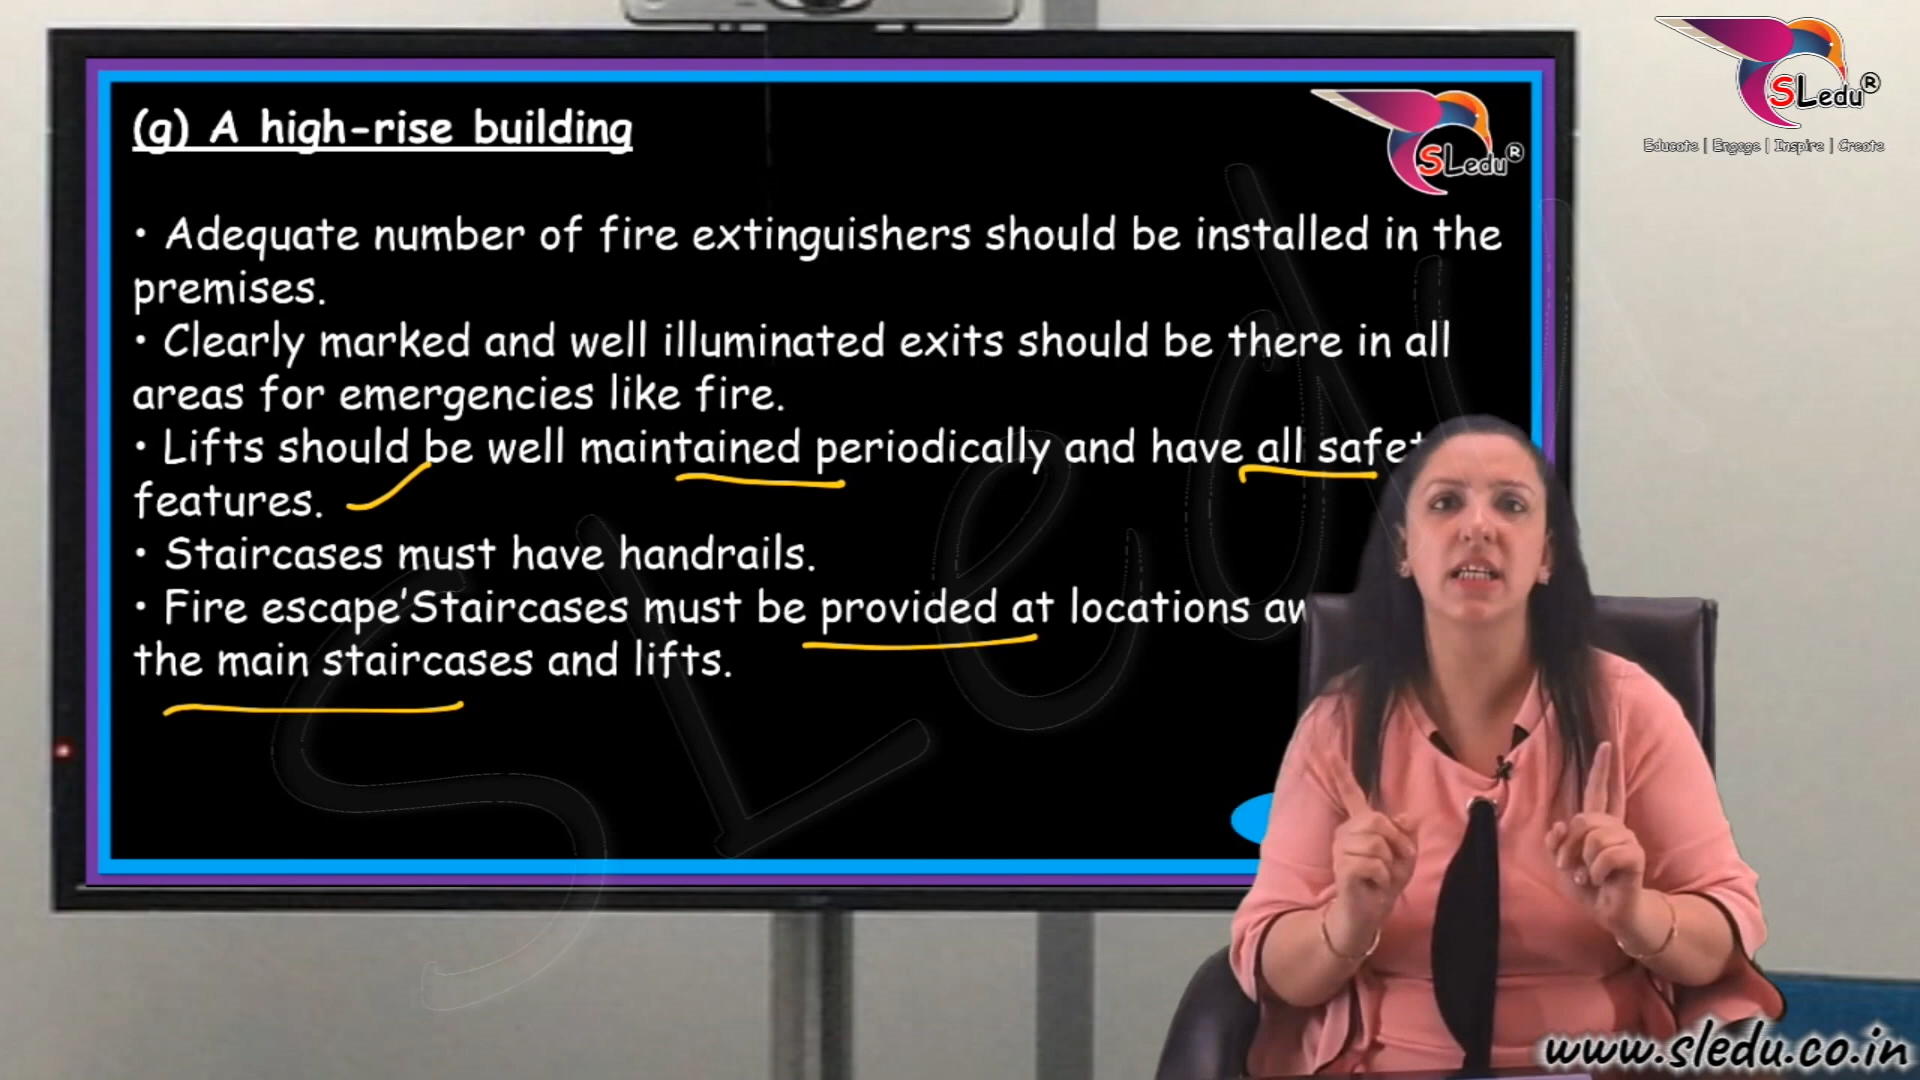 (g) A high-rise building
SLedu®
SLedu®
Educate | Engage | Inspire | Create
• Adequate number of fire extinguishers should be installed in the
premises.
• Clearly marked and well illuminated exits should be there in all
areas for emergencies like fire.
• Lifts should be well maintained periodically and have all safet
features.
• Staircases must have handrails.
• Fire escape'Staircases must be provided at locations aw
the main staircases and lifts.
SLedu
www.sledu.co.in